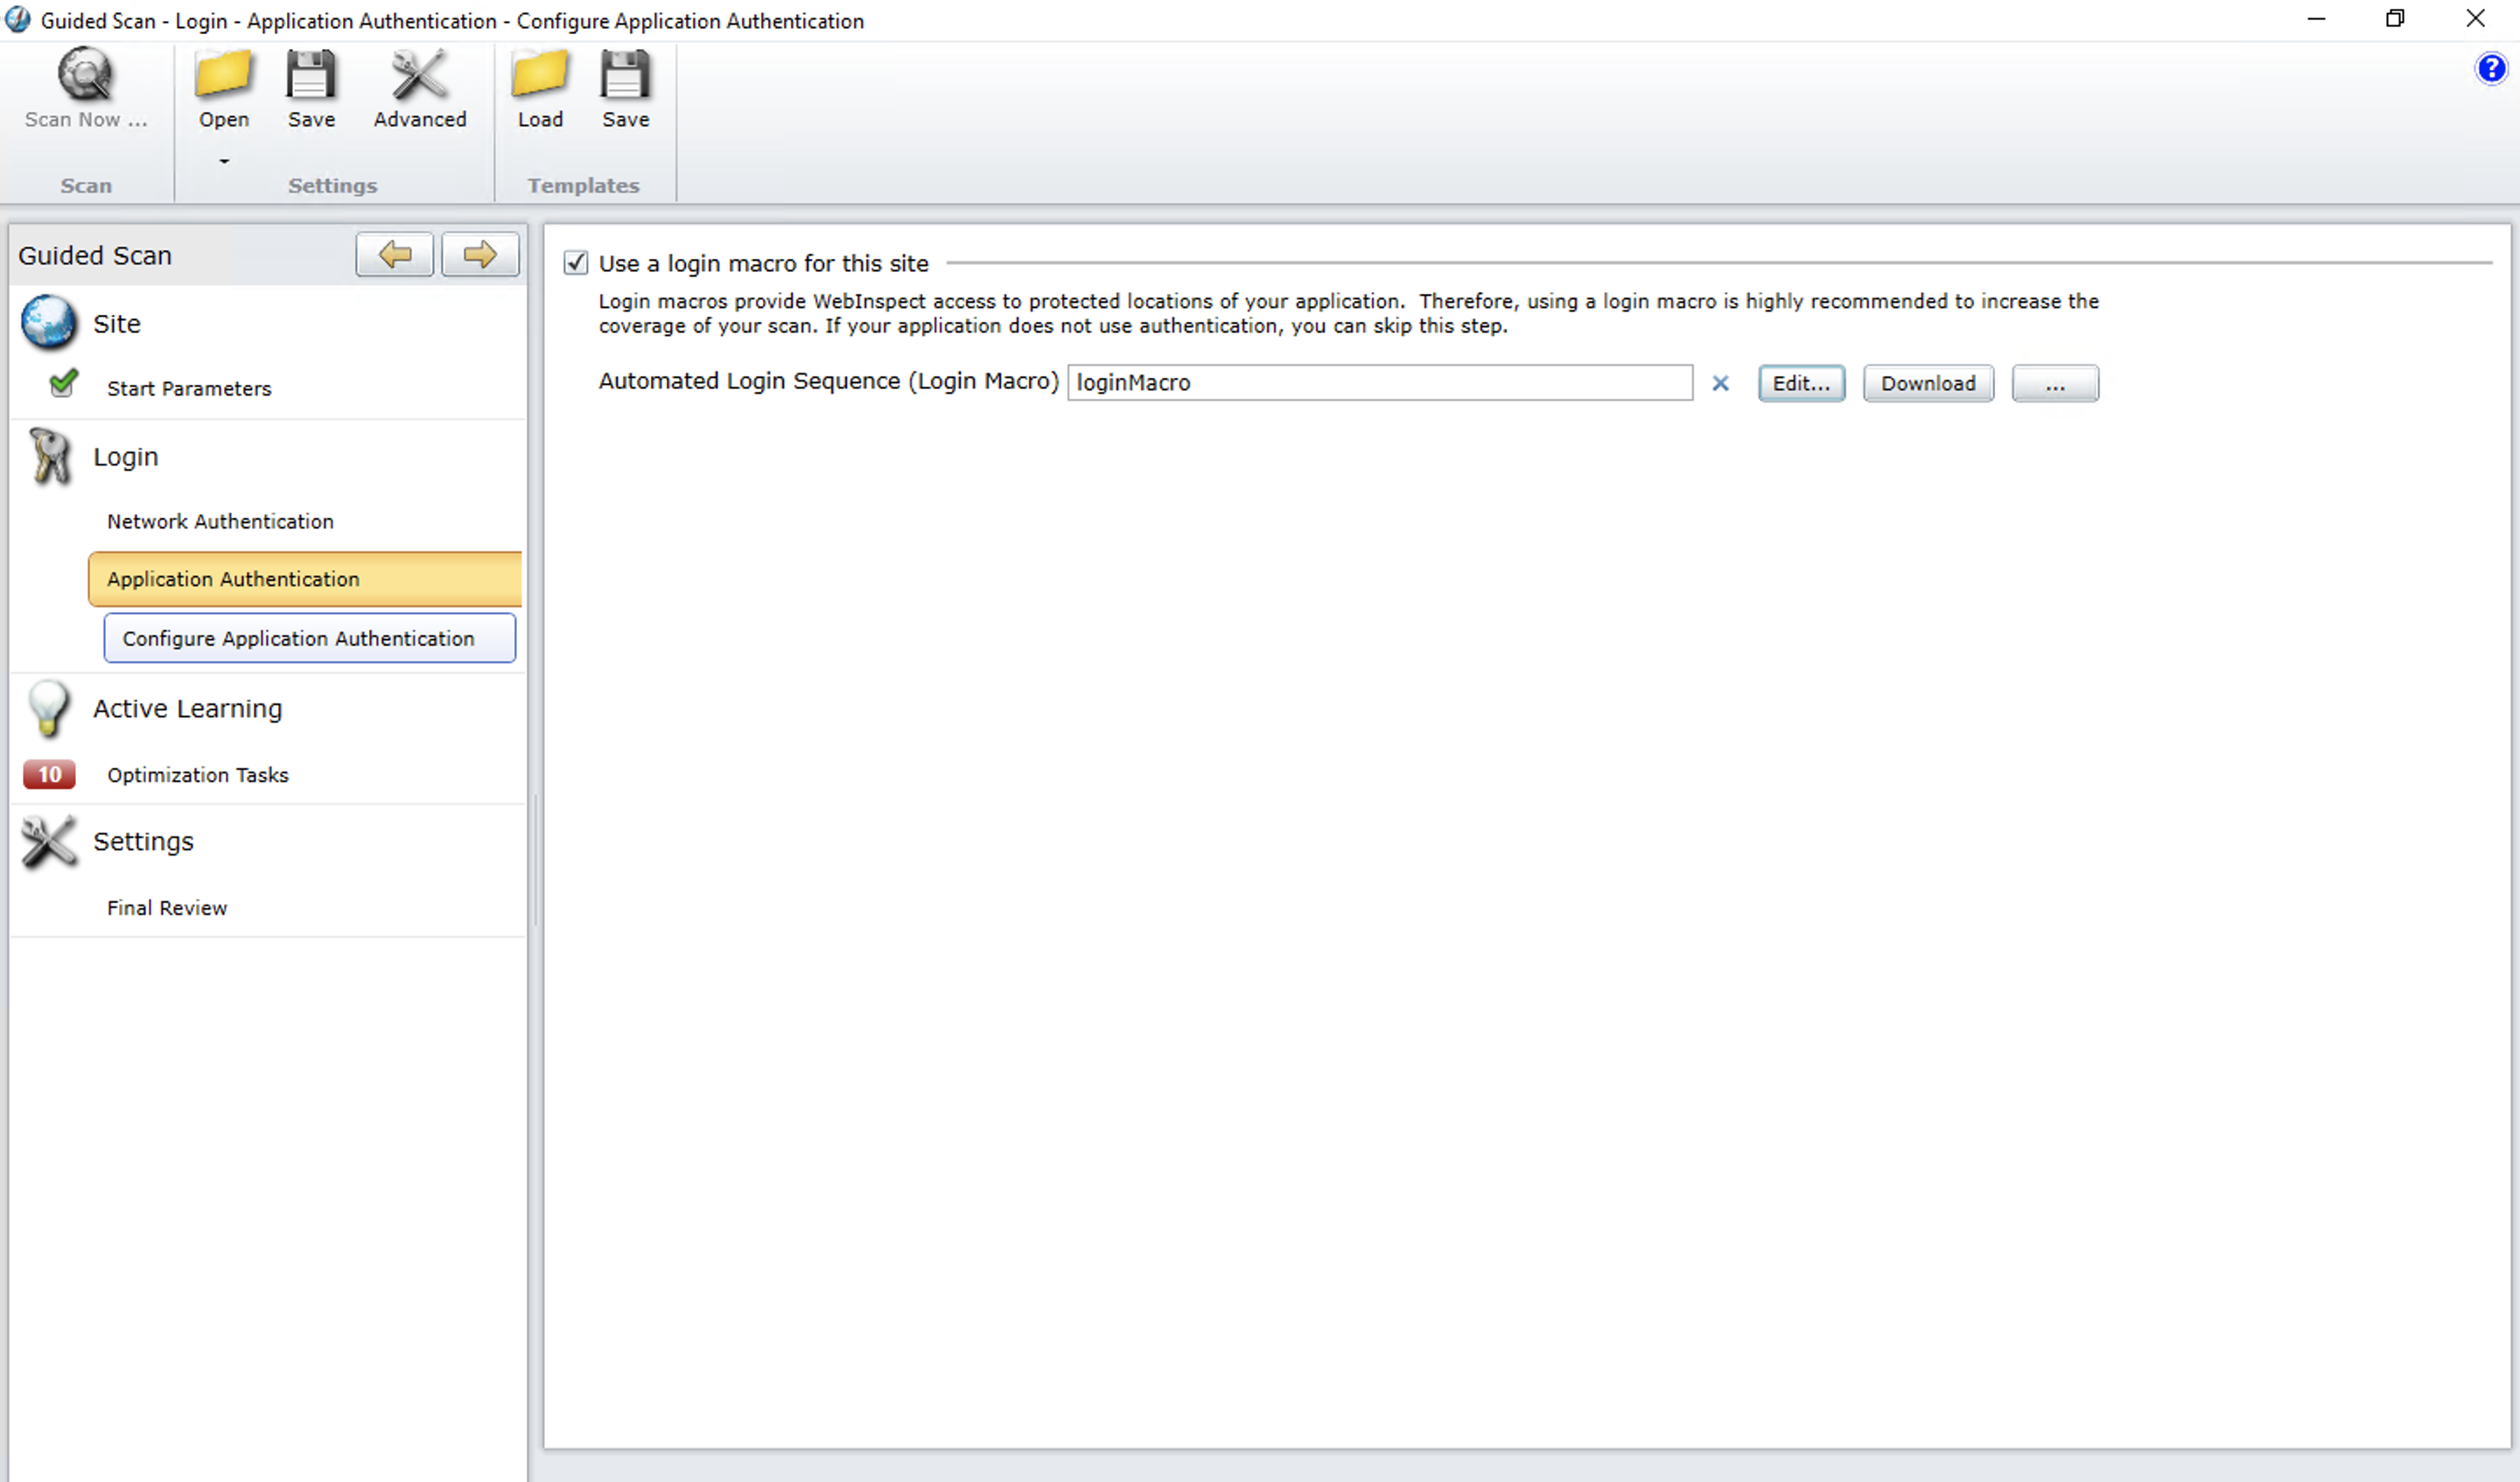 Guided Scan - Login - Application Authentication - Configure Application Authentication
Scan Now ...
Open
Save
Advanced
Load
Save
Scan
Settings
Templates
?
Guided Scan
Site
Start Parameters
Login
Network Authentication
Application Authentication
Configure Application Authentication
Active Learning
10 Optimization Tasks
Settings
Final Review
Use a login macro for this site
Login macros provide WebInspect access to protected locations of your application.  Therefore, using a login macro is highly recommended to increase the
coverage of your scan. If your application does not use authentication, you can skip this step.
Automated Login Sequence (Login Macro) loginMacro Edit... Download ...